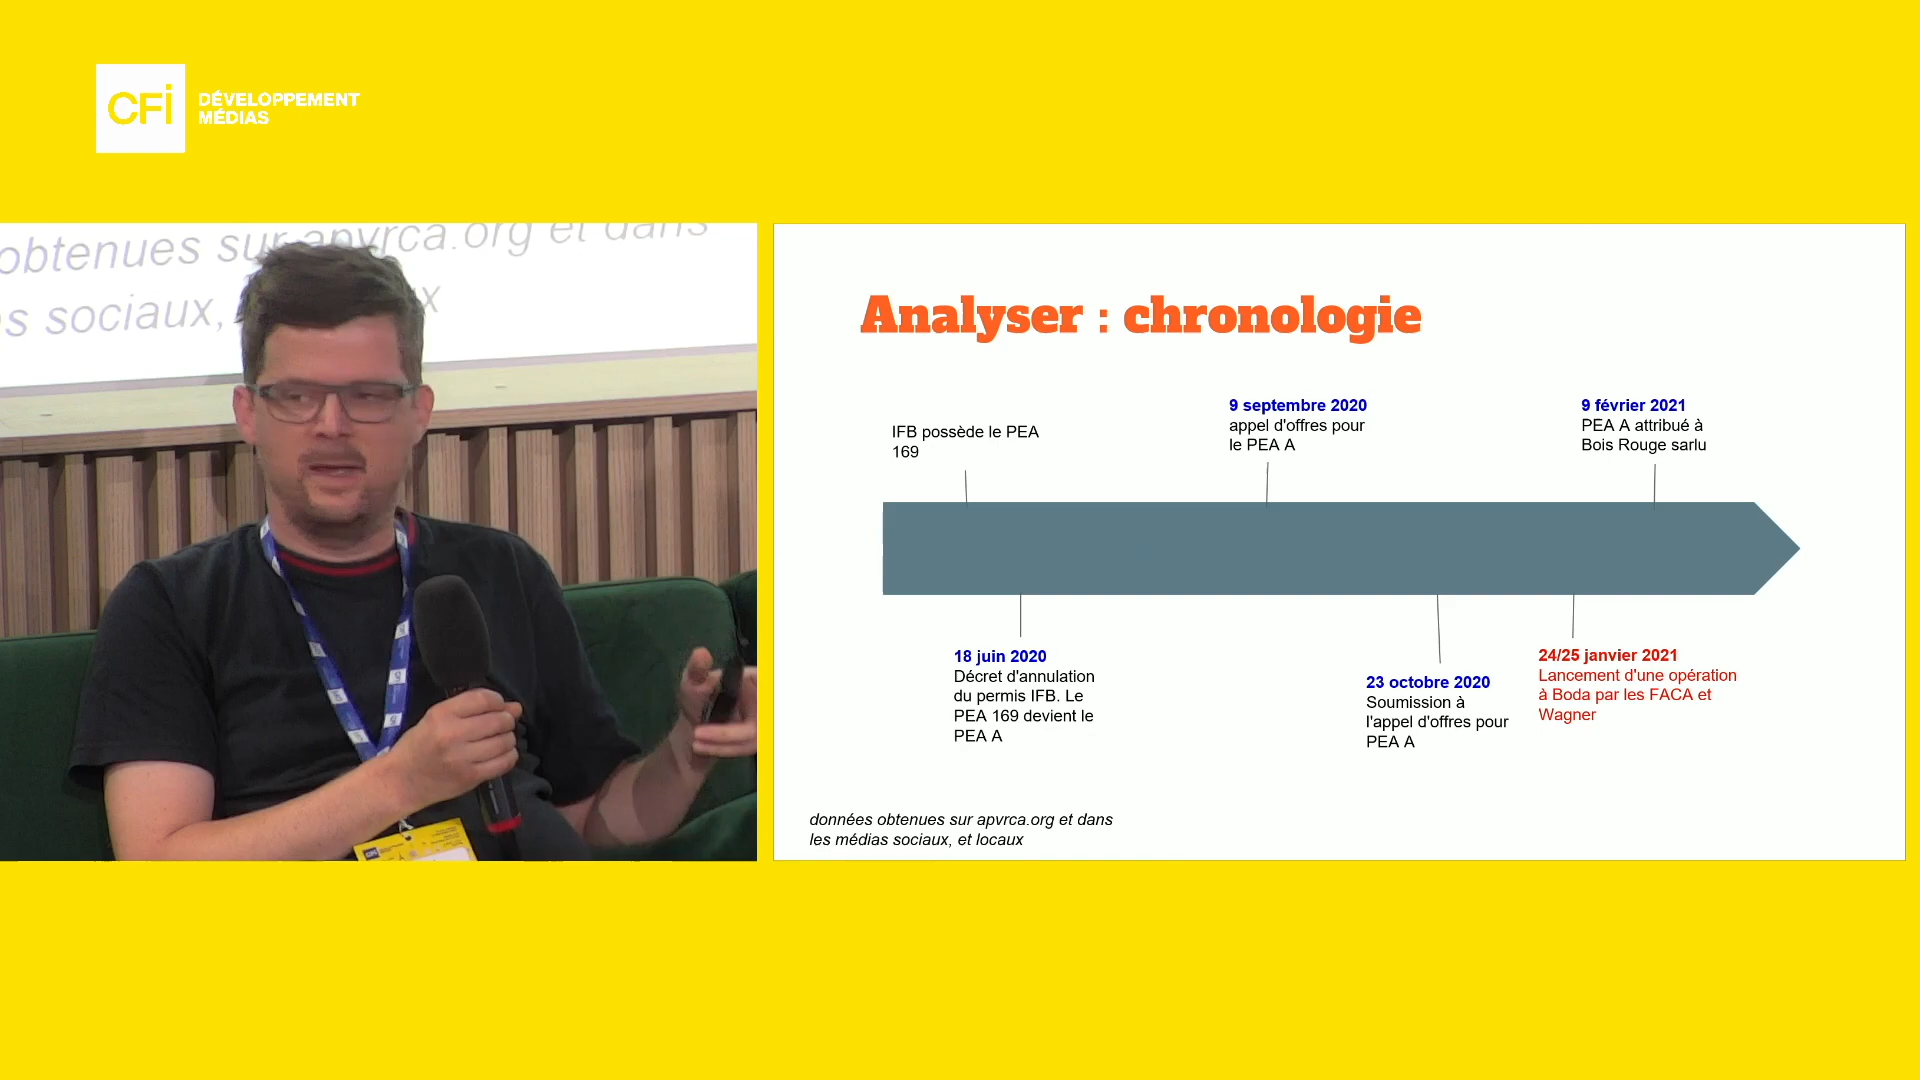 CFi
DÉVELOPPEMENT
MÉDIAS
obtenues sur apvrca.org et dans
s sociaux,
x
Analyser : chronologie
IFB possède le PEA
169
9 septembre 2020
appel d'offres pour
le PEA A
9 février 2021
PEA A attribué à
Bois Rouge sarlu
18 juin 2020
Décret d'annulation
du permis IFB. Le
PEA 169 devient le
PEA A
23 octobre 2020
Soumission à
l'appel d'offres pour
PEA A
24/25 janvier 2021
Lancement d'une opération
à Boda par les FACA et
Wagner
données obtenues sur apvrca.org et dans
les médias sociaux, et locaux